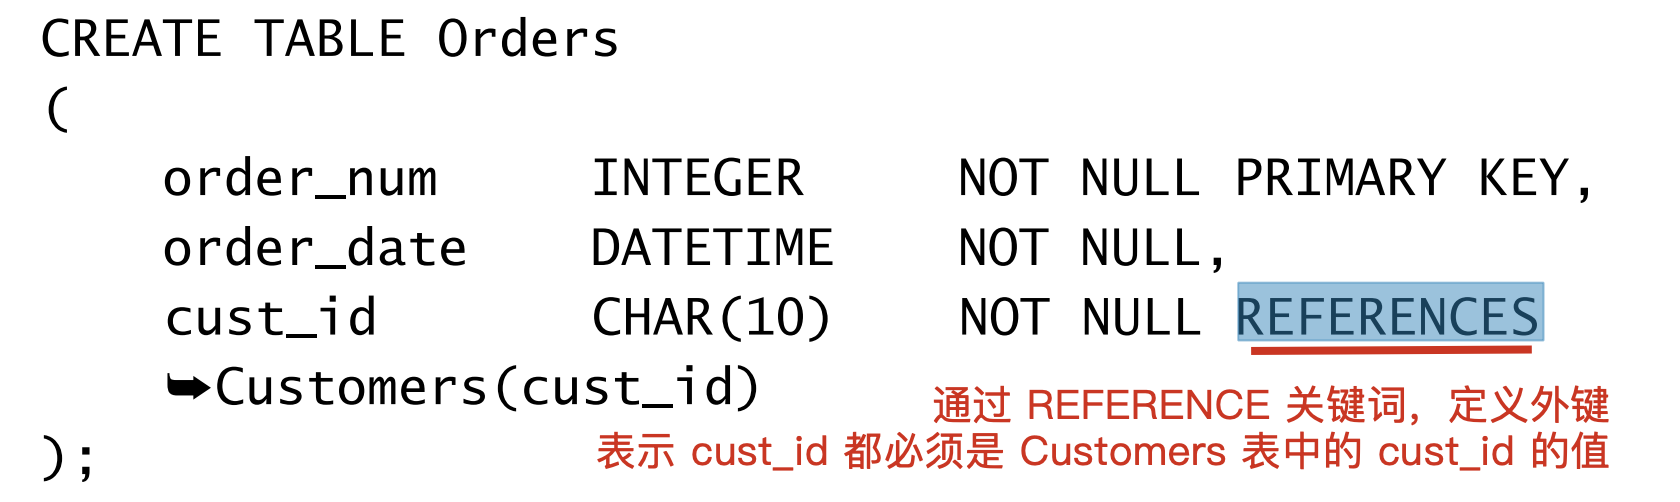 CREATE TABLE Orders
(
order_num INTEGER NOT NULL PRIMARY KEY,
order_date DATETIME NOT NULL,
cust_id CHAR(10) NOT NULL REFERENCES
➥Customers(cust_id)
通过 REFERENCE 关键词，定义外键
表示 cust_id 都必须是 Customers 表中的 cust_id 的值
);